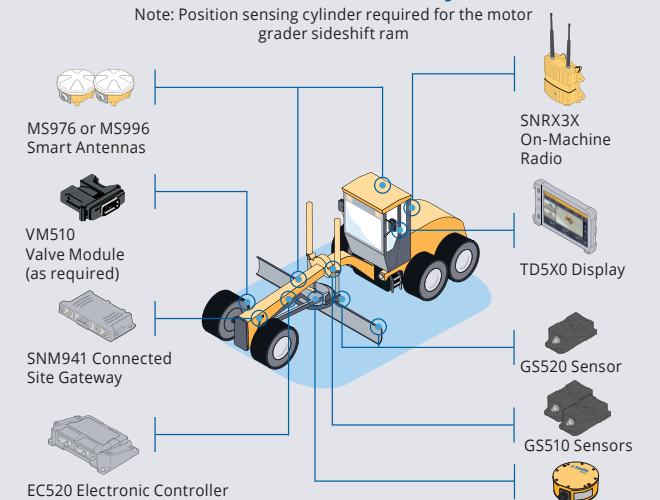 Note: Position sensing cylinder required for the motor
grader sideshift ram
MS976 or MS996
Smart Antennas
SNRX3X
On-Machine
Radio
VM510
Valve Module
(as required)
TD5X0 Display
SNM941 Connected
Site Gateway
GS520 Sensor
GS510 Sensors
EC520 Electronic Controller